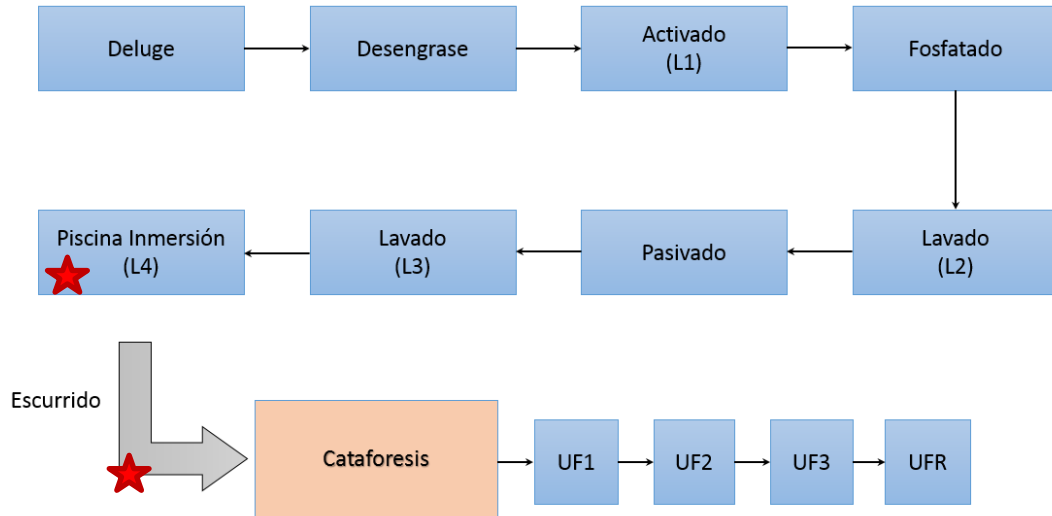 Deluge
Desengrase
Activado
(L1)
Fosfatado
Piscina Inmersión
(L4)
Lavado
(L3)
Pasivado
Lavado
(L2)
Escurrido
Cataforesis
UF1
UF2
UF3
UFR